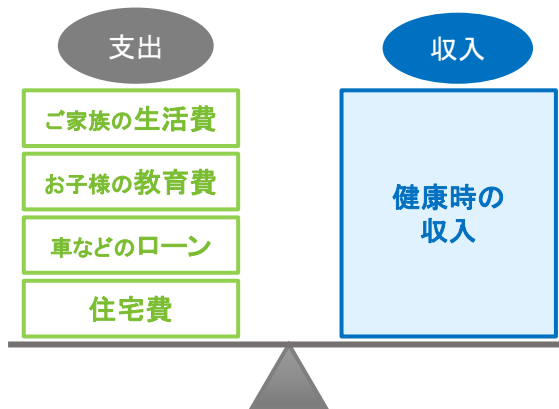 支出
ご家族の生活費
お子様の教育費
車などのローン
住宅費
収入
健康時の
収入